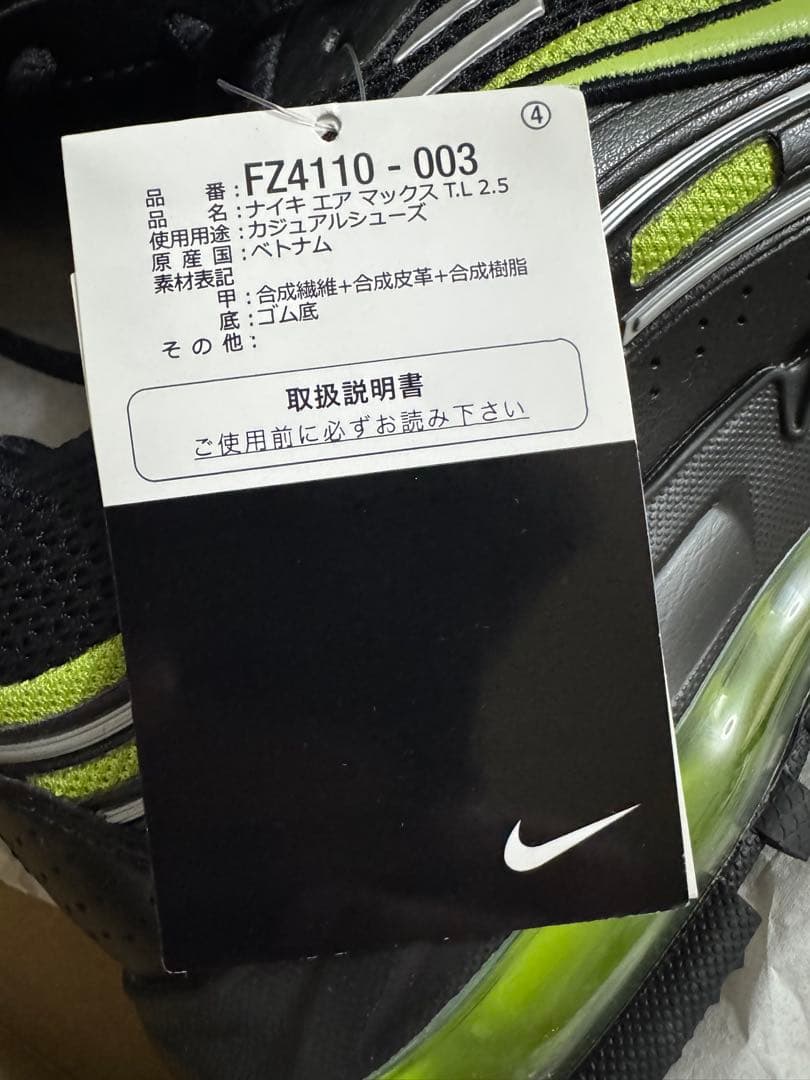 ④
品番:FZ4110-003
品名:ナイキ エア マックス T.L 2.5
使用用途:カジュアルシューズ
原産国:ベトナム
素材表記
甲:合成繊維+合成皮革+合成樹脂
底:ゴム底
その他:
取扱説明書
ご使用前に必ずお読み下さい